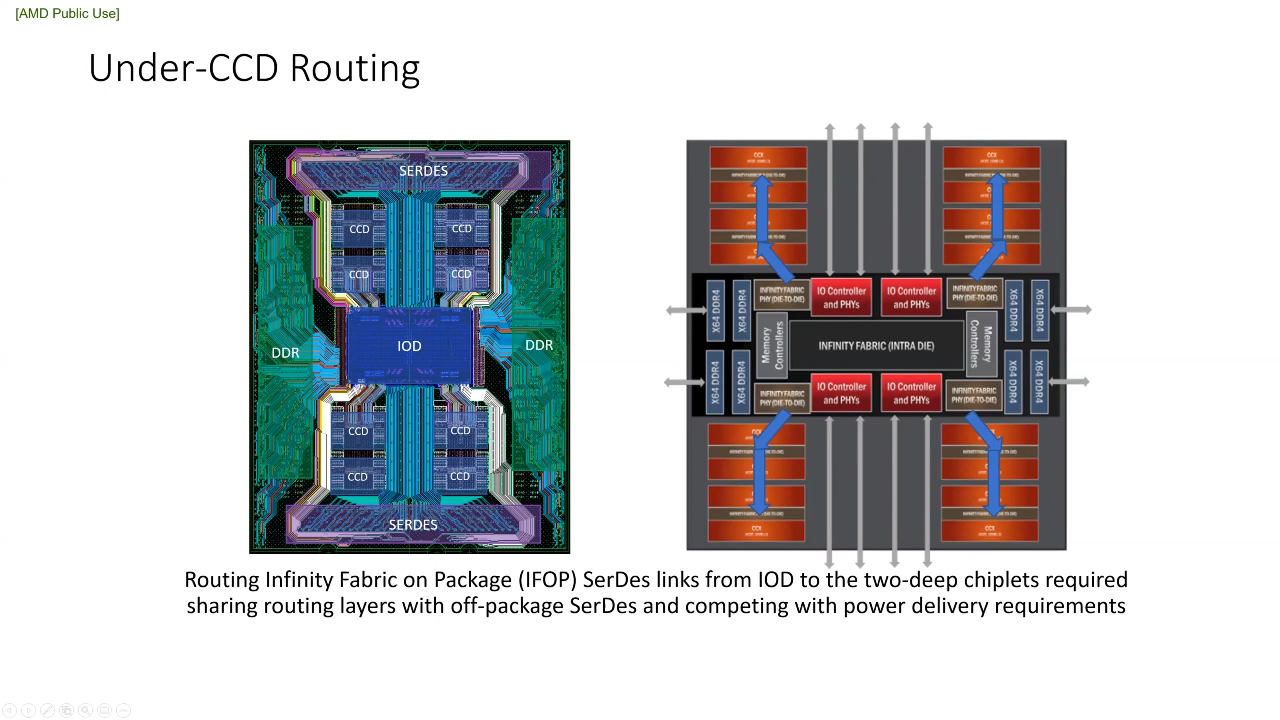 [AMD Public Use]
Under-CCD Routing
SERDES
CCD
CCD
CCD
CCD
DDR
IOD
DDR
CCD
CCD
CCD
CCD
SERDES
CCX
CCX
INFINITY FABRIC
PHY (DIE-TO-DIE)
IO Controller
and PHYs
IO Controller
and PHYs
INFINITY FABRIC
PHY (DIE-TO-DIE)
X64 DDR4
X64 DDR4
X64 DDR4
X64 DDR4
Memory
Controllers
INFINITY FABRIC (INTRA DIE)
Memory
Controllers
X64 DDR4
X64 DDR4
X64 DDR4
X64 DDR4
INFINITY FABRIC
PHY (DIE-TO-DIE)
IO Controller
and PHYs
IO Controller
and PHYs
INFINITY FABRIC
PHY (DIE-TO-DIE)
CCX
CCX
Routing Infinity Fabric on Package (IFOP) SerDes links from IOD to the two-deep chiplets required
sharing routing layers with off-package SerDes and competing with power delivery requirements